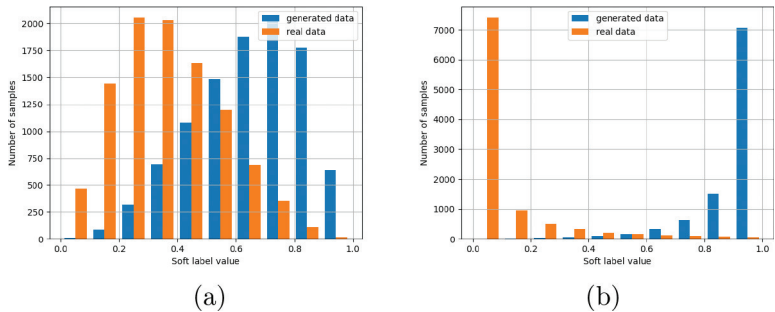 generated data
real data
Number of samples
2000
1750
1500
1250
1000
750
500
250
0
0.0 0.2 0.4 0.6 0.8 1.0
Soft label value
(a)
generated data
real data
Number of samples
7000
6000
5000
4000
3000
2000
1000
0
0.0 0.2 0.4 0.6 0.8 1.0
Soft label value
(b)